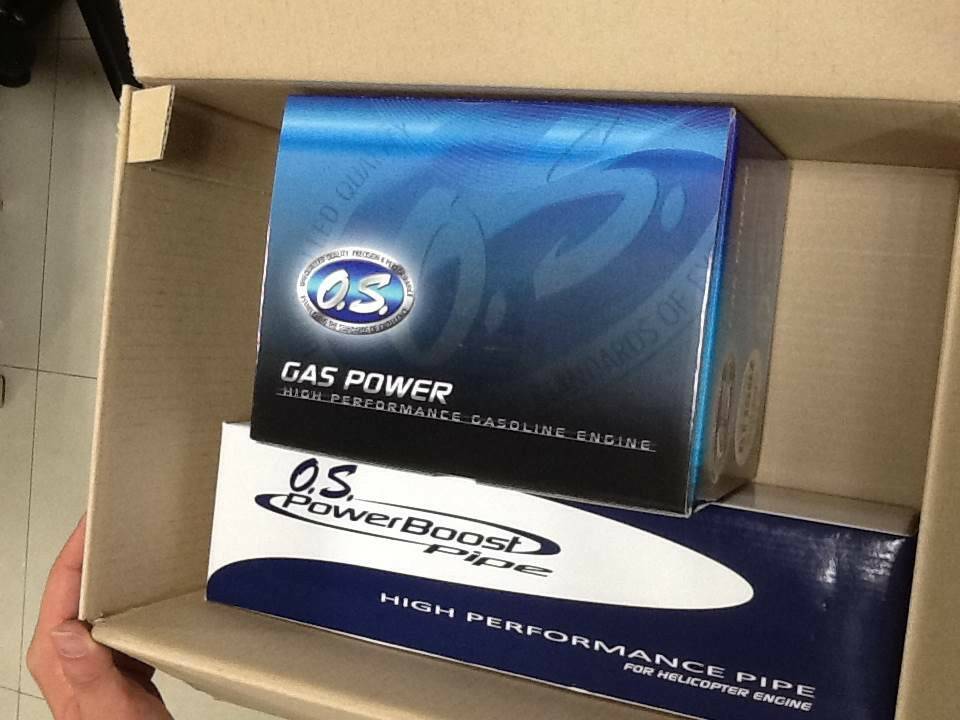 O.S.
GAS POWER
HIGH PERFORMANCE GASOLINE ENGINE
O.S.
PowerBoost
Pipe
HIGH PERFORMANCE PIPE
FOR HELICOPTER ENGINE